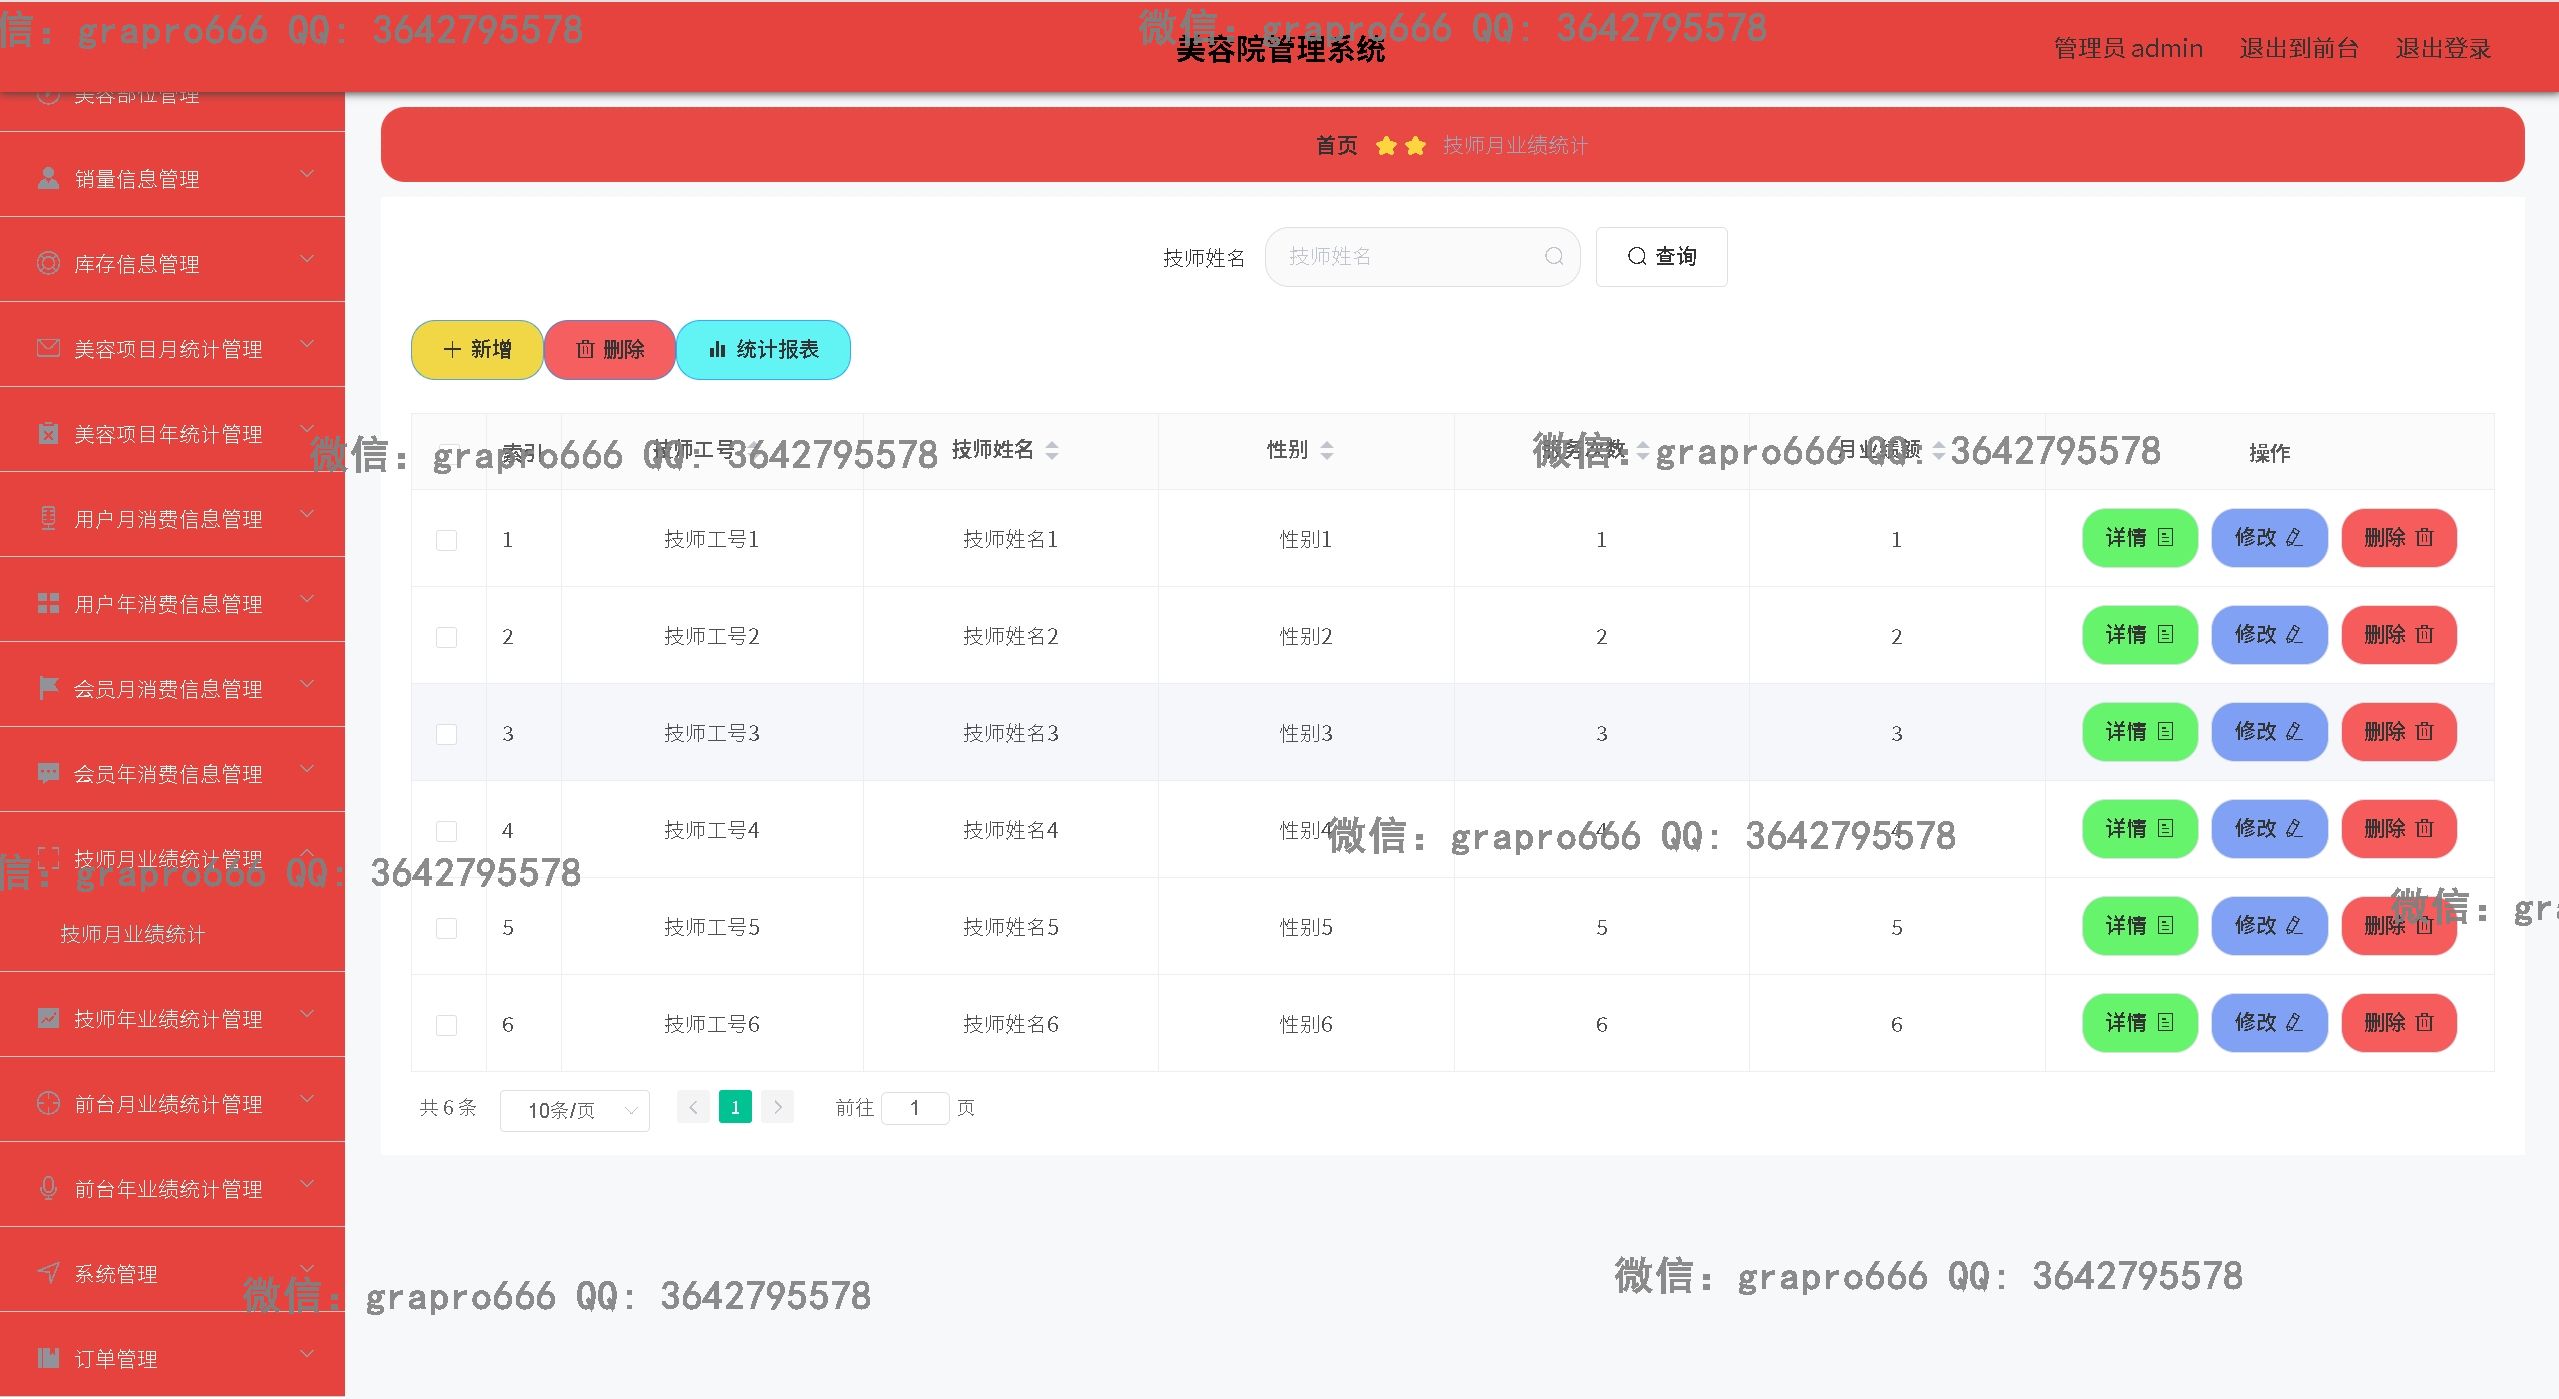 微信：grapro666 QQ: 3642795578
信：grapro666 QQ: 3642795578
美容院管理系统
管理员 admin 退出到前台 退出登录
美容部位管理
首页 技师月业绩统计
销量信息管理
技师姓名 技师姓名 查询
库存信息管理
美容项目月统计管理
新增 删除 统计报表
美容项目年统计管理
微信：grapro666 QQ: 3642795578
微信：grapro666 QQ: 3642795578
索引 技师工号 技师姓名 性别 服务次数 月业绩额 操作
用户月消费信息管理
1 技师工号1 技师姓名1 性别1 1 1 详情 修改 删除
用户年消费信息管理
2 技师工号2 技师姓名2 性别2 2 2 详情 修改 删除
会员月消费信息管理
3 技师工号3 技师姓名3 性别3 3 3 详情 修改 删除
会员年消费信息管理
4 技师工号4 技师姓名4 性别4 4 4 详情 修改 删除
微信：grapro666 QQ: 3642795578
技师月业绩统计管理
信：grapro666 QQ: 3642795578
微信：gra
技师月业绩统计
5 技师工号5 技师姓名5 性别5 5 5 详情 修改 删除
技师年业绩统计管理
6 技师工号6 技师姓名6 性别6 6 6 详情 修改 删除
前台月业绩统计管理
共 6 条 10条/页 1 前往 1 页
前台年业绩统计管理
系统管理
微信：grapro666 QQ: 3642795578
微信：grapro666 QQ: 3642795578
订单管理